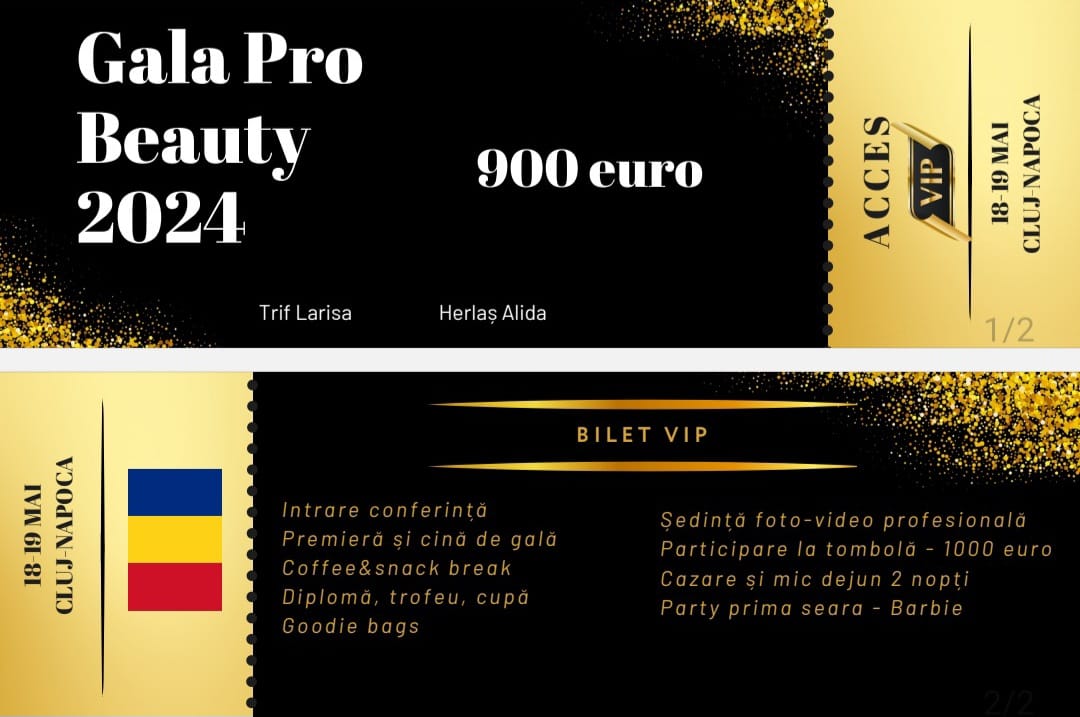 Gala Pro
Beauty
2024
900 euro
Trif Larisa
Herlaș Alida
ACCES
VIP
18-19 MAI
CLUJ-NAPOCA
1/2
18-19 MAI
CLUJ-NAPOCA
BILET VIP
Intrare conferință
Premieră și cină de gală
Coffee&snack break
Diplomă, trofeu, cupă
Goodie bags
Ședință foto-video profesională
Participare la tombolă - 1000 euro
Cazare și mic dejun 2 nopți
Party prima seara - Barbie
2/2